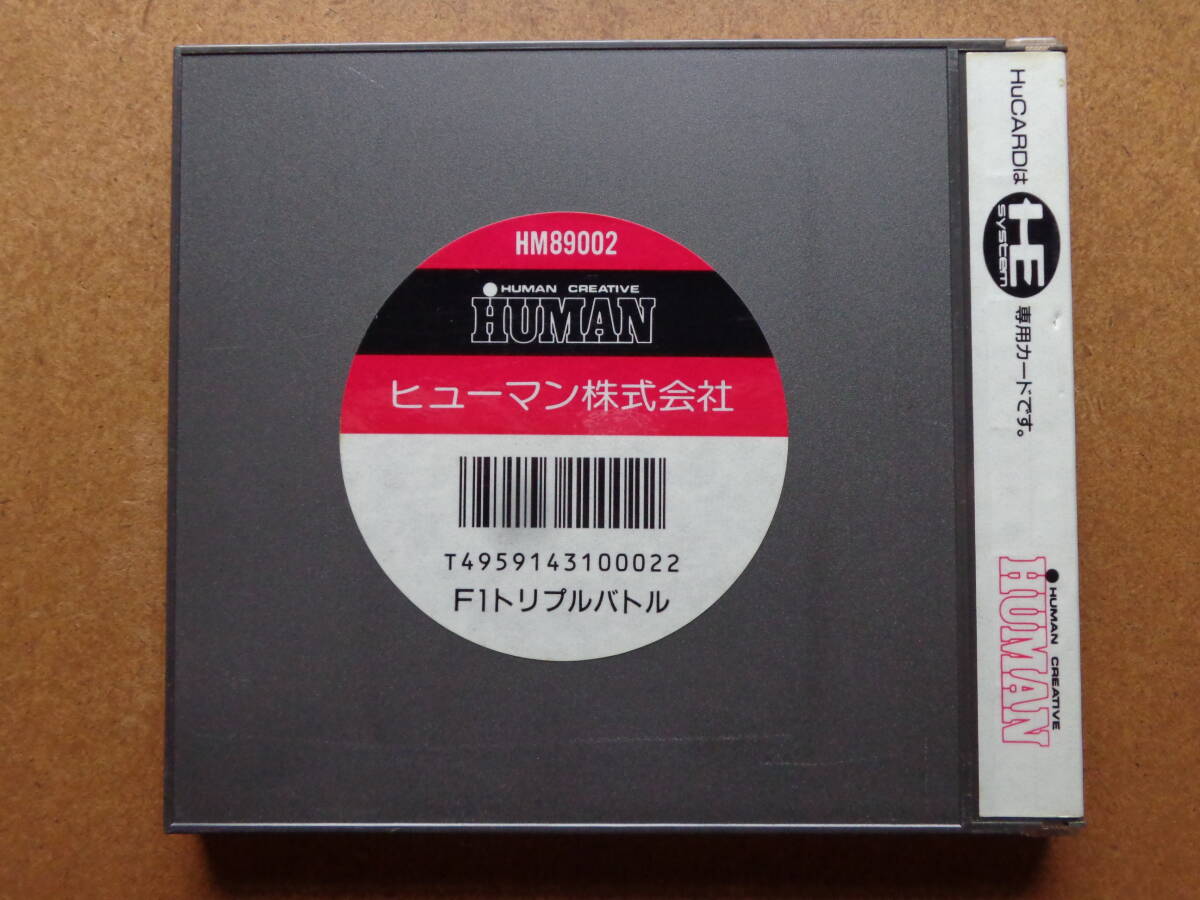 HM89002
HUMAN CREATIVE
HUMAN
ヒューマン株式会社
T4959143100022
F1トリプルバトル
HuCARDは HE system 専用カードです。
HUMAN CREATIVE
HUMAN